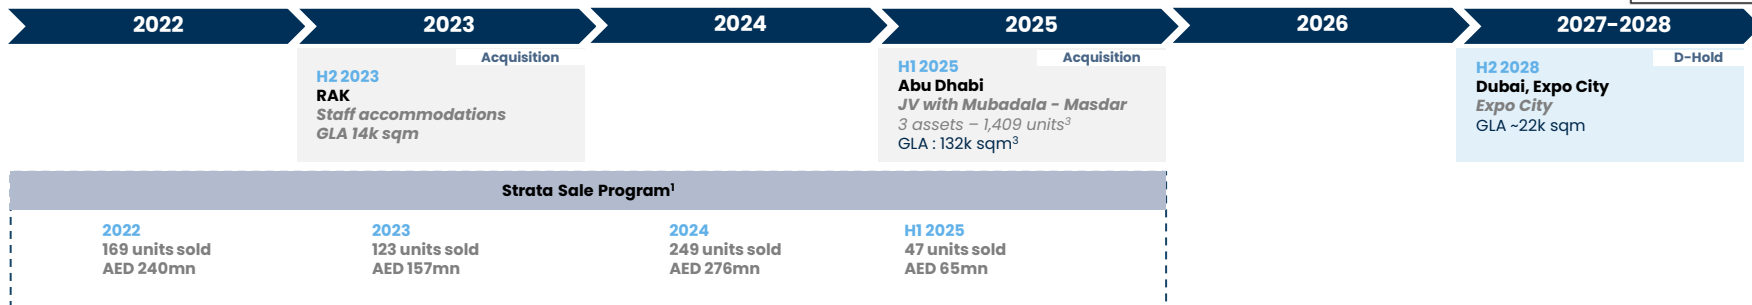 2022
2023
2024
2025
2026
2027-2028
Acquisition
H2 2023
RAK
Staff accommodations
GLA 14k sqm
Acquisition
H1 2025
Abu Dhabi
JV with Mubadala - Masdar
3 assets – 1,409 units³
GLA : 132k sqm³
D-Hold
H2 2028
Dubai, Expo City
Expo City
GLA ~22k sqm
Strata Sale Program¹
2022
169 units sold
AED 240mn
2023
123 units sold
AED 157mn
2024
249 units sold
AED 276mn
H1 2025
47 units sold
AED 65mn